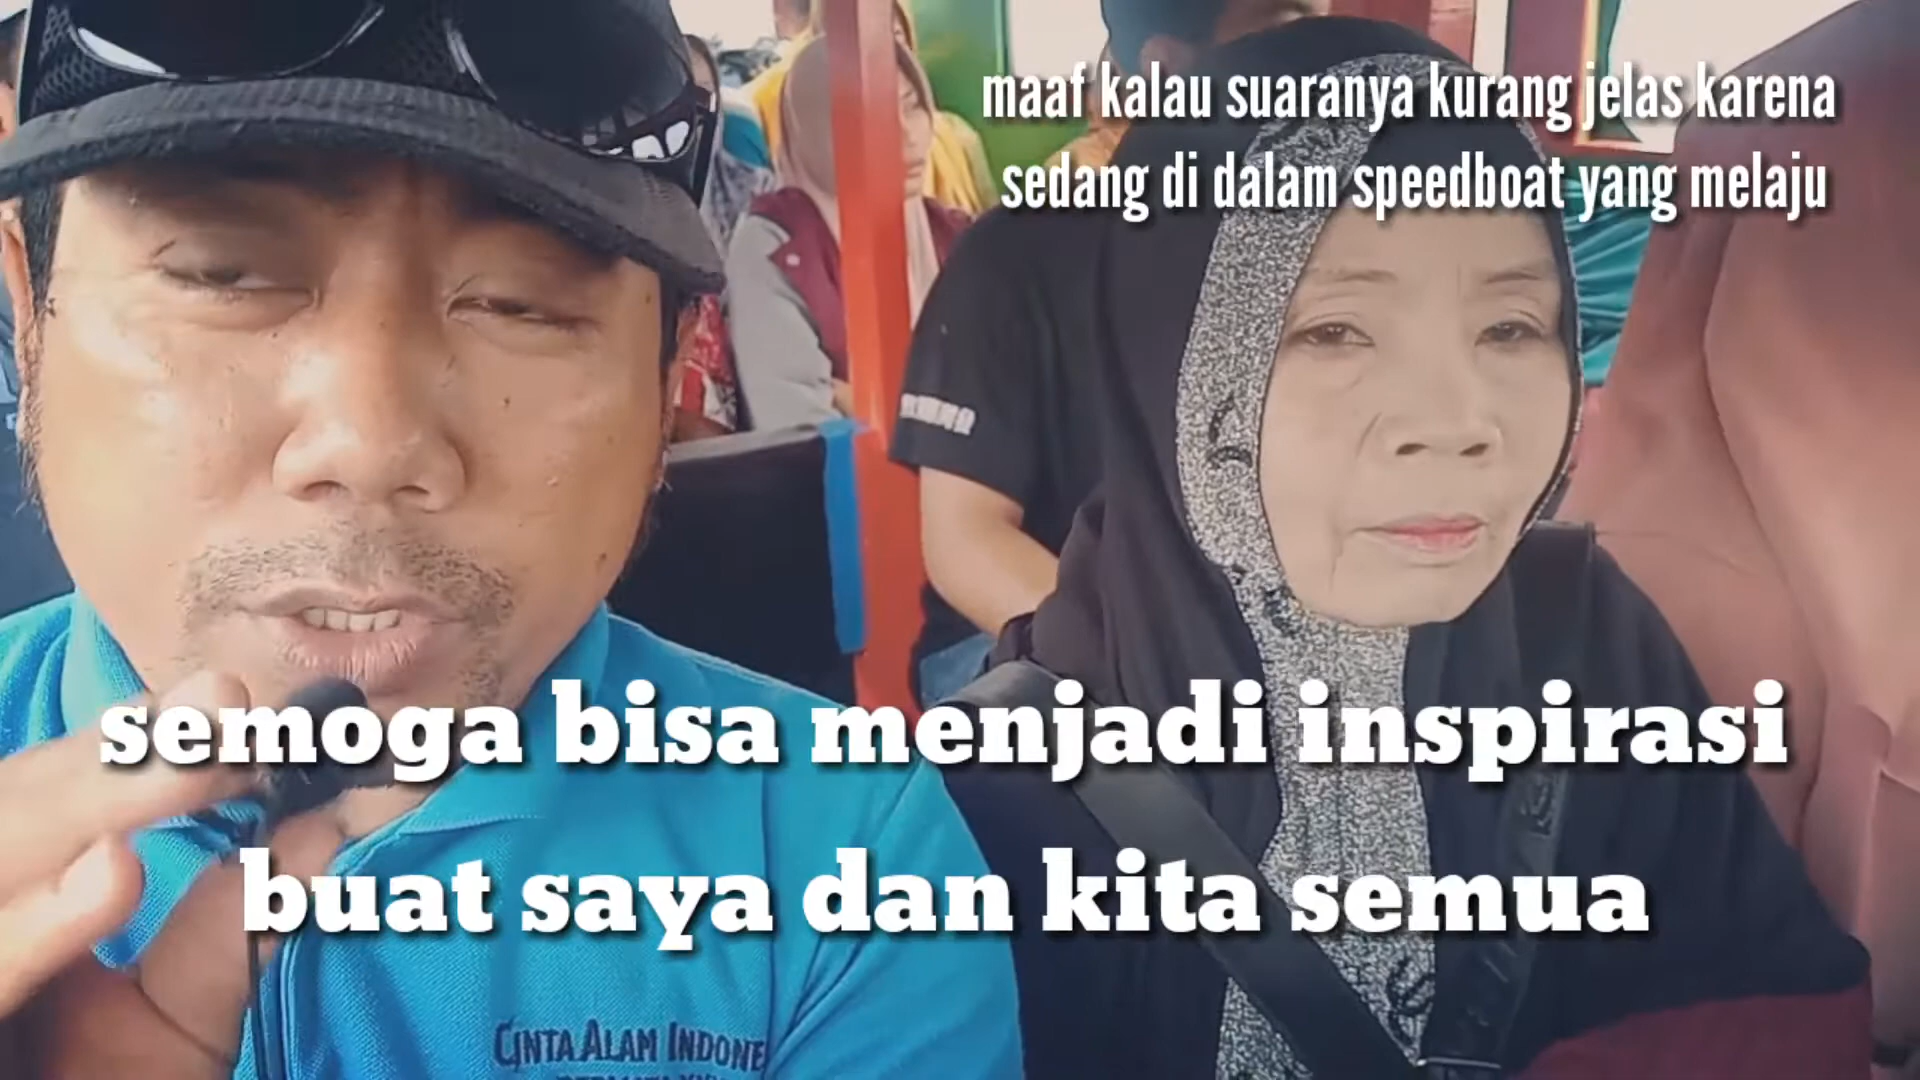 maaf kalau suaranya kurang jelas karena
sedang di dalam speedboat yang melaju
semoga bisa menjadi inspirasi
buat saya dan kita semua
CINTA ALAM INDONE